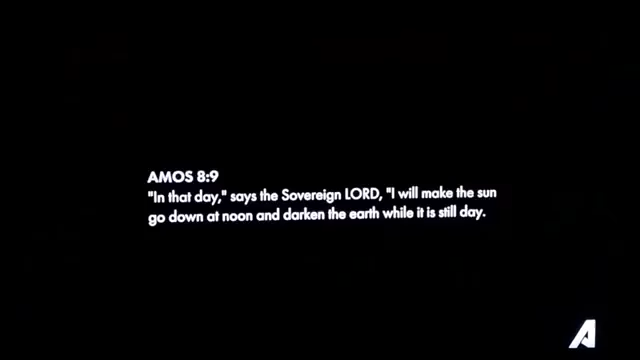 AMOS 8:9
"In that day," says the Sovereign LORD, "I will make the sun
go down at noon and darken the earth while it is still day.